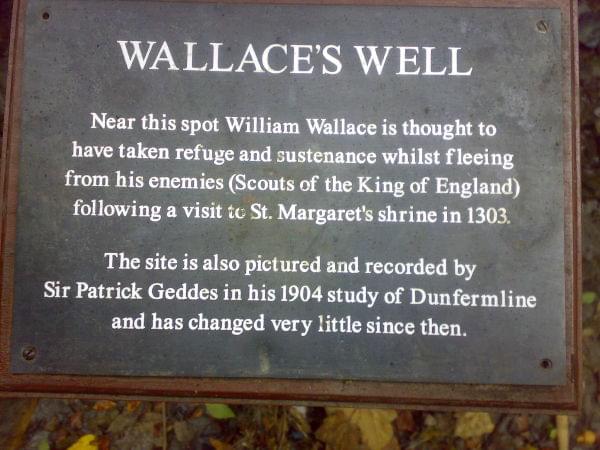 WALLACE'S WELL
Near this spot William Wallace is thought to
have taken refuge and sustenance whilst fleeing
from his enemies (Scouts of the King of England)
following a visit to St. Margaret's shrine in 1303.
The site is also pictured and recorded by
Sir Patrick Geddes in his 1904 study of Dunfermline
and has changed very little since then.